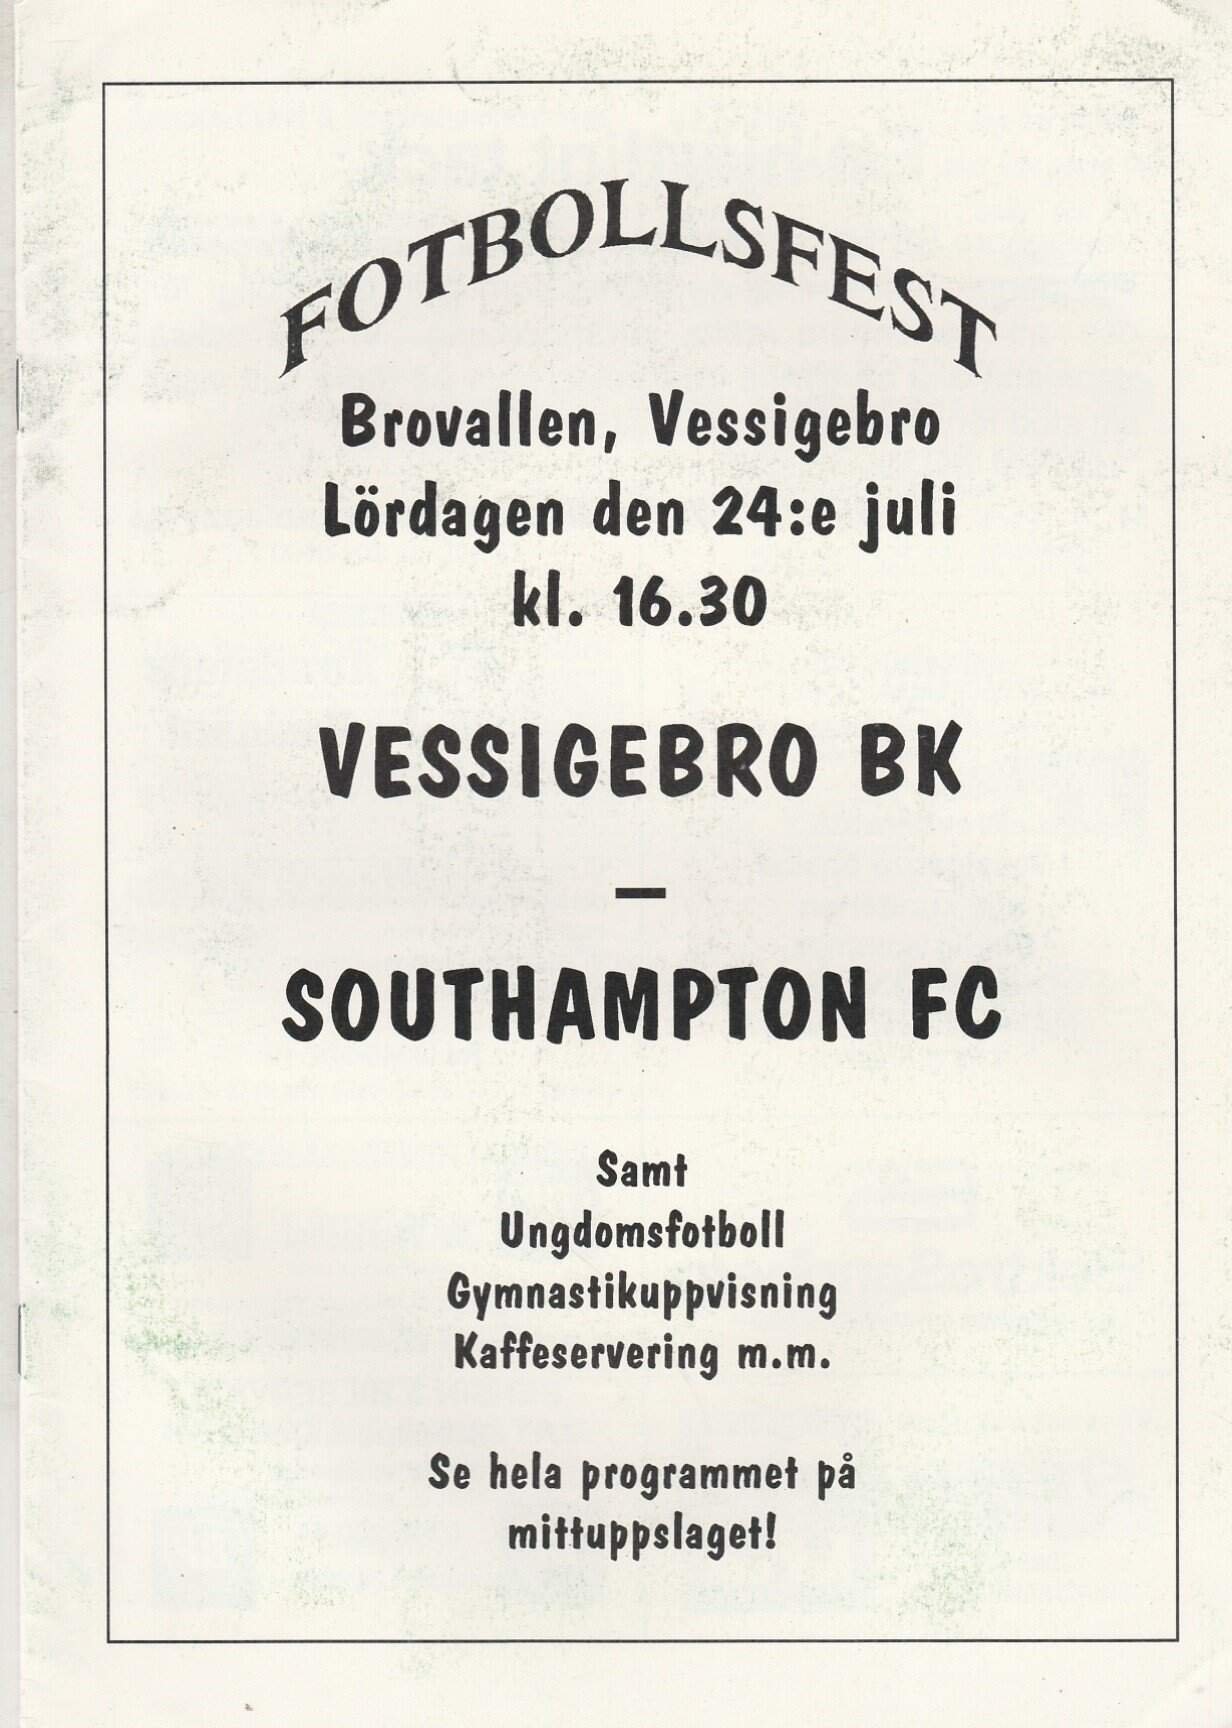 FOTBOLLSFEST
Brovallen, Vessigebro
Lördagen den 24:e juli
kl. 16.30
VESSIGEBRO BK
–
SOUTHAMPTON FC
Samt
Ungdomsfotboll
Gymnastikuppvisning
Kaffeservering m.m.
Se hela programmet på
mittuppslaget!